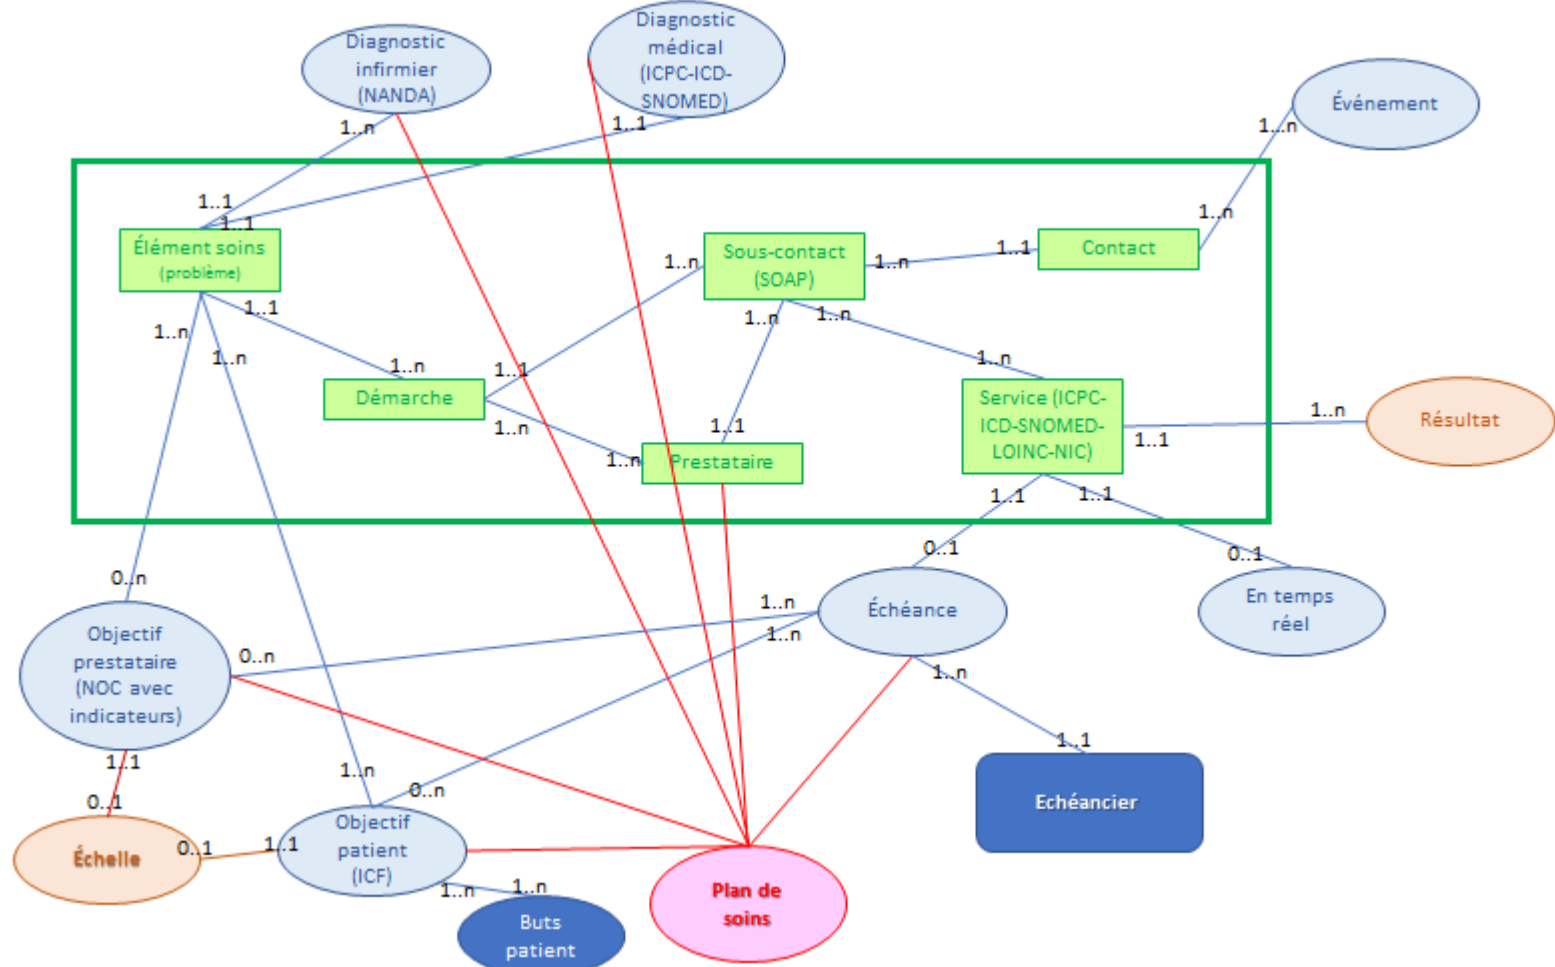 Diagnostic
infirmier
(NANDA)
Diagnostic
médical
(ICPC-ICD-
SNOMED)
Événement
1..n
1..1
1..n
1..1
1..1
1..n
Élément soins
(problème)
Sous-contact
(SOAP)
Contact
1..n
1..n
1..1
1..n
1..1
1..n
1..n
1..n
1..n
1..1
1..n
1..n
Démarche
Service (ICPC-
ICD-SNOMED-
LOINC-NIC)
1..n
Résultat
1..n
1..1
1..1
1..n
Prestataire
1..1
1..1
0..n
0..1
0..1
Objectif
prestataire
(NOC avec
indicateurs)
1..n
Échéance
En temps
réel
0..n
1..n
1..n
1..1
1..n
1..1
0..1
0..n
Echéancier
Échelle
0..1
1..1
Objectif
patient
(ICF)
1..n
1..n
Plan de
soins
Buts
patient